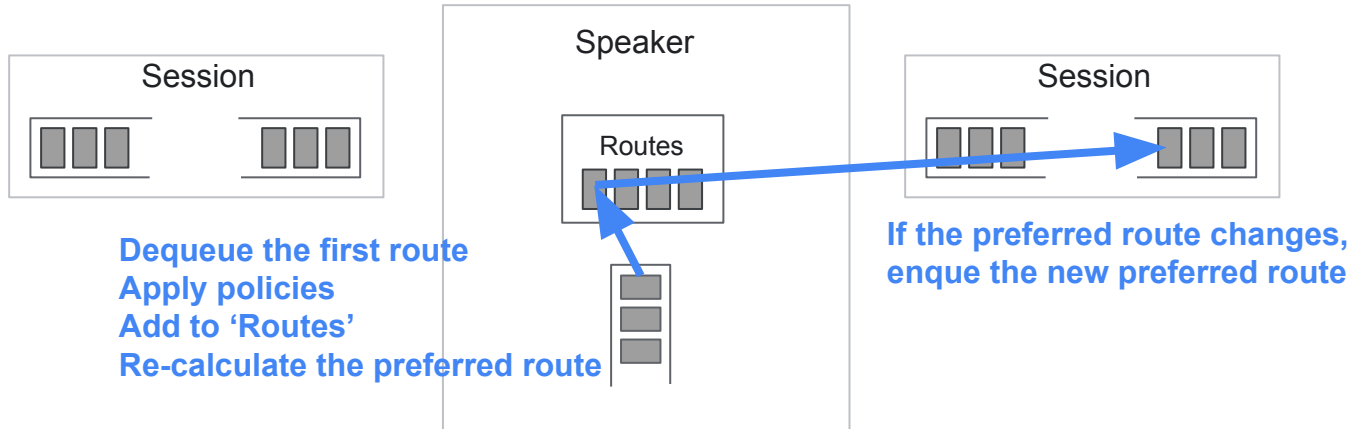 Speaker
Session
Session
Routes
Dequeue the first route
Apply policies
Add to ‘Routes’
Re-calculate the preferred route
If the preferred route changes,
enque the new preferred route